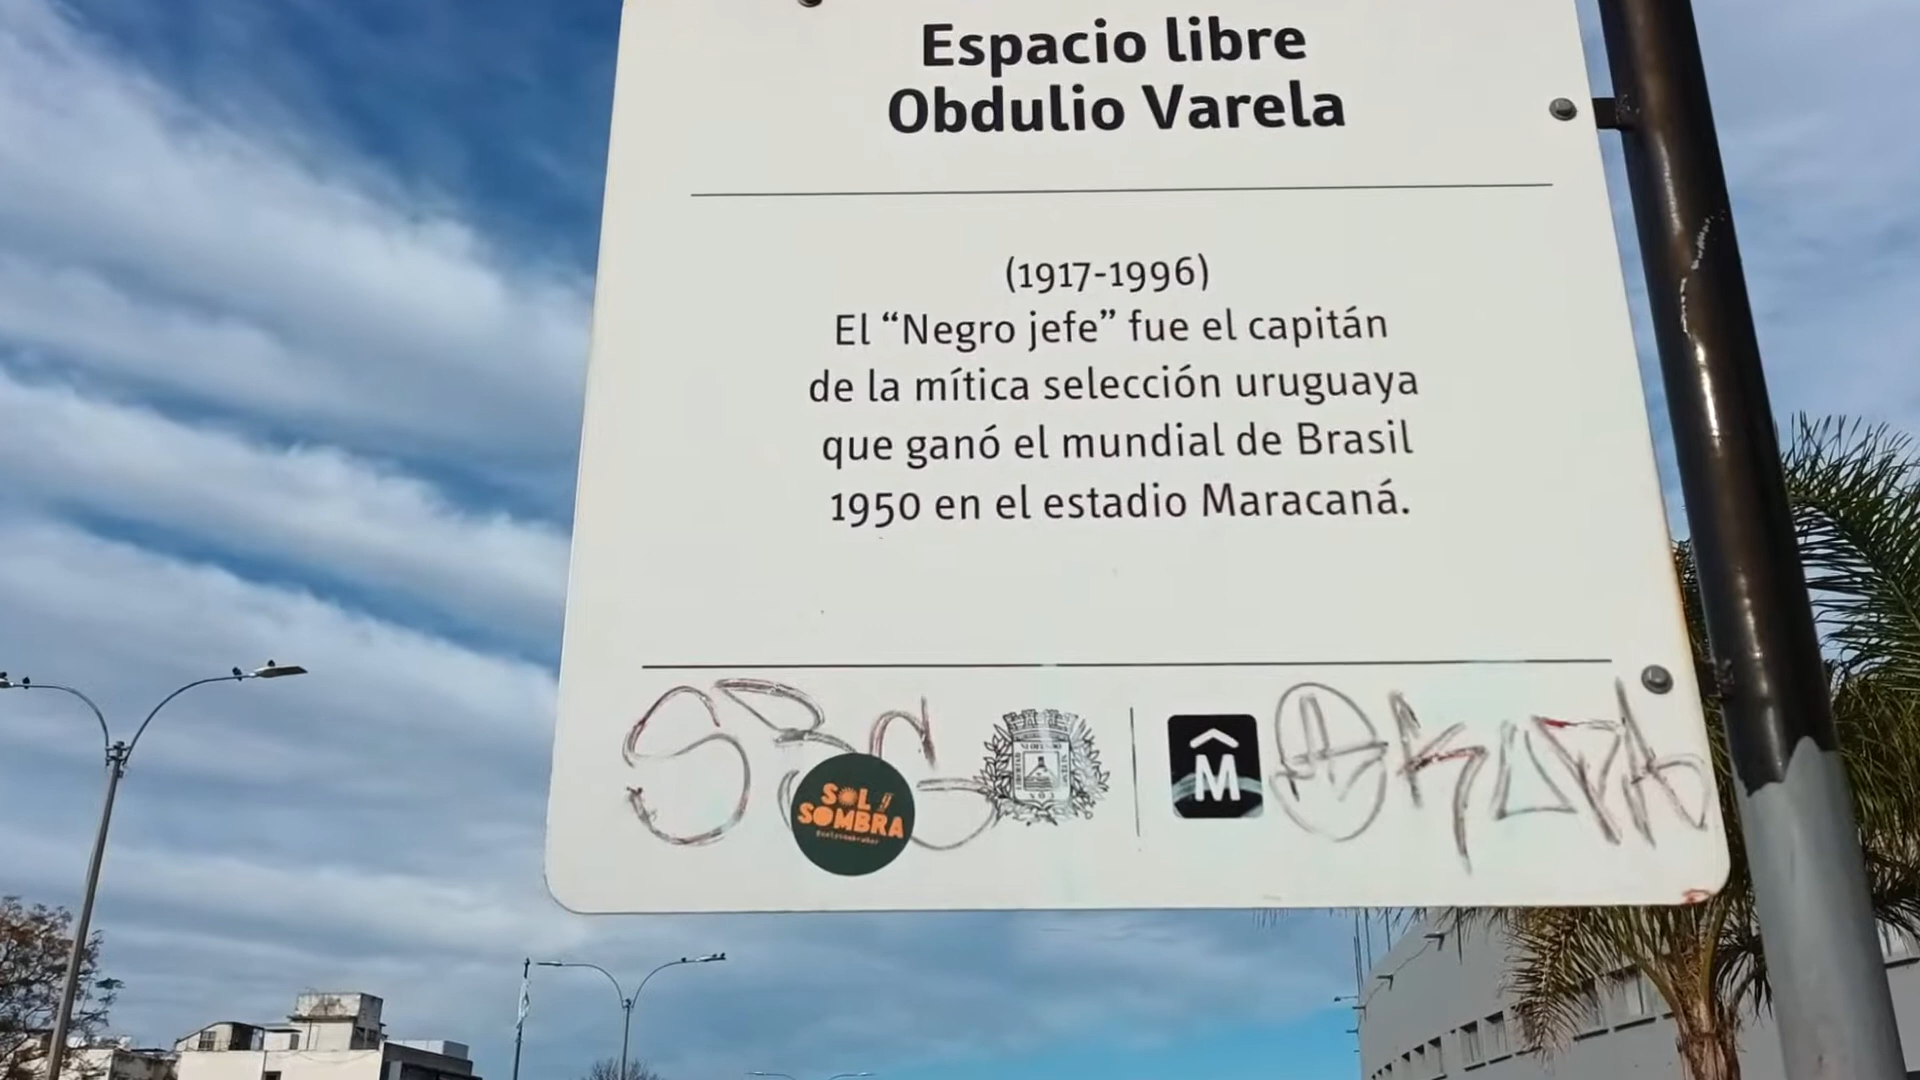 Espacio libre
Obdulio Varela
(1917-1996)
El “Negro jefe” fue el capitán
de la mítica selección uruguaya
que ganó el mundial de Brasil
1950 en el estadio Maracaná.
SOL Y
SOMBRA
M